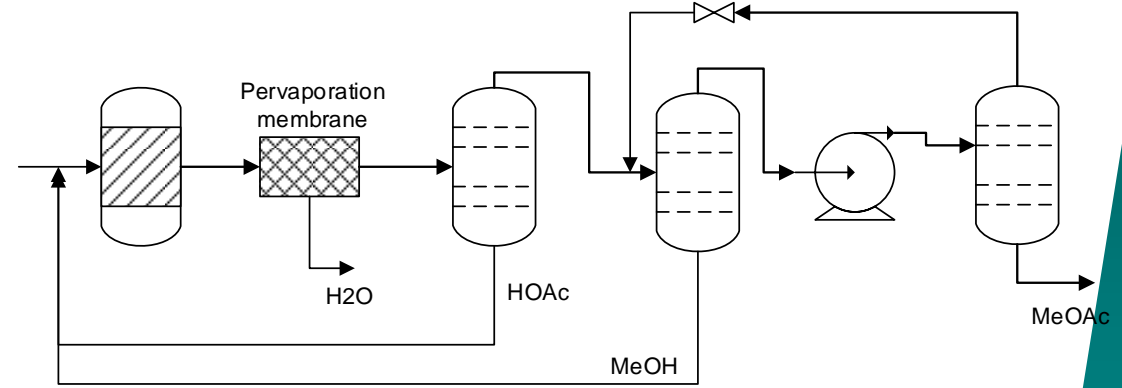 Pervaporation
membrane
H2O
HOAc
MeOH
MeOAc